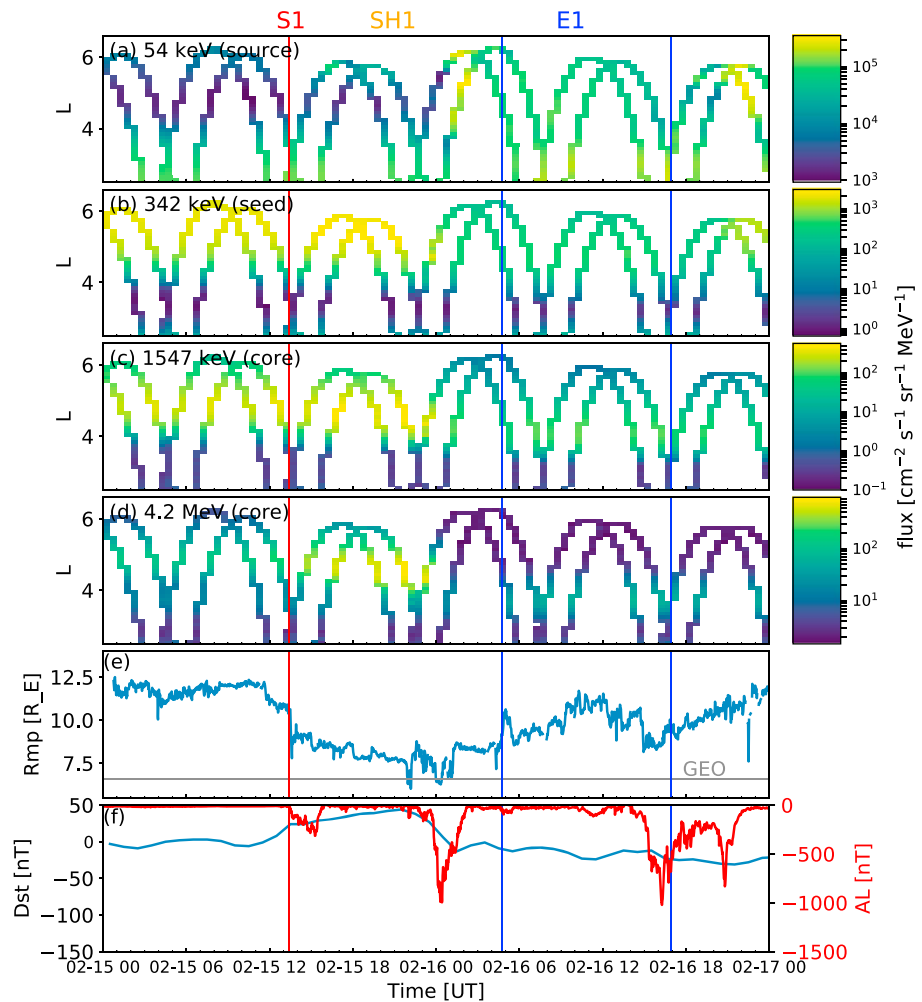 S1 SH1 E1
(a) 54 keV (source)
6
4
L
10⁵
10⁴
10³
(b) 342 keV (seed)
6
4
L
10³
10²
10¹
10⁰
(c) 1547 keV (core)
6
4
L
10²
10¹
10⁰
10⁻¹
(d) 4.2 MeV (core)
6
4
L
10²
10¹
flux [cm⁻² s⁻¹ sr⁻¹ MeV⁻¹]
(e)
12.5
10.0
7.5
Rmp [R_E]
GEO
(f)
50
0
−50
−100
−150
Dst [nT]
0
−500
−1000
−1500
AL [nT]
02-15 00 02-15 06 02-15 12 02-15 18 02-16 00 02-16 06 02-16 12 02-16 18 02-17 00
Time [UT]